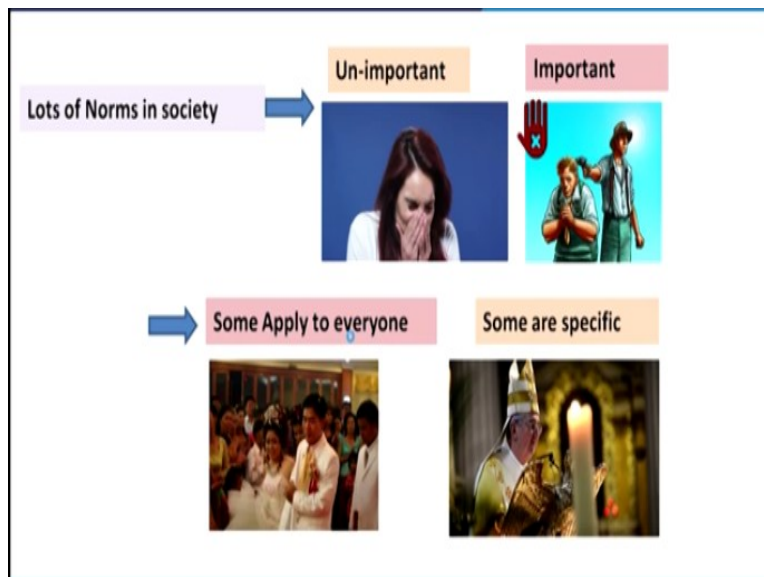 Un-important
Important
Lots of Norms in society
Some Apply to everyone
Some are specific